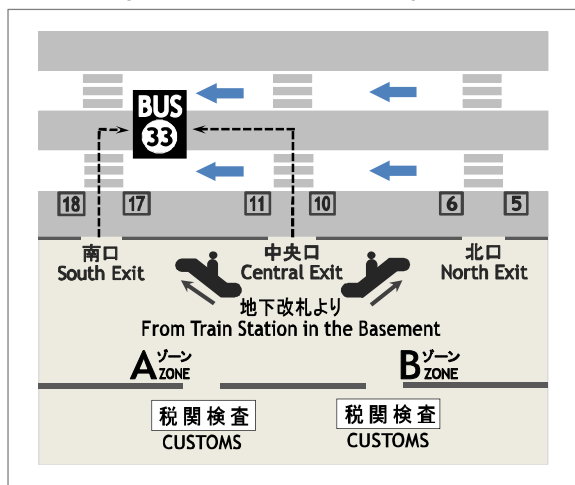 BUS
33
18
17
11
10
6
5
南口
South Exit
中央口
Central Exit
北口
North Exit
地下改札より
From Train Station in the Basement
Aゾーン
ZONE
Bゾーン
ZONE
税関検査
CUSTOMS
税関検査
CUSTOMS